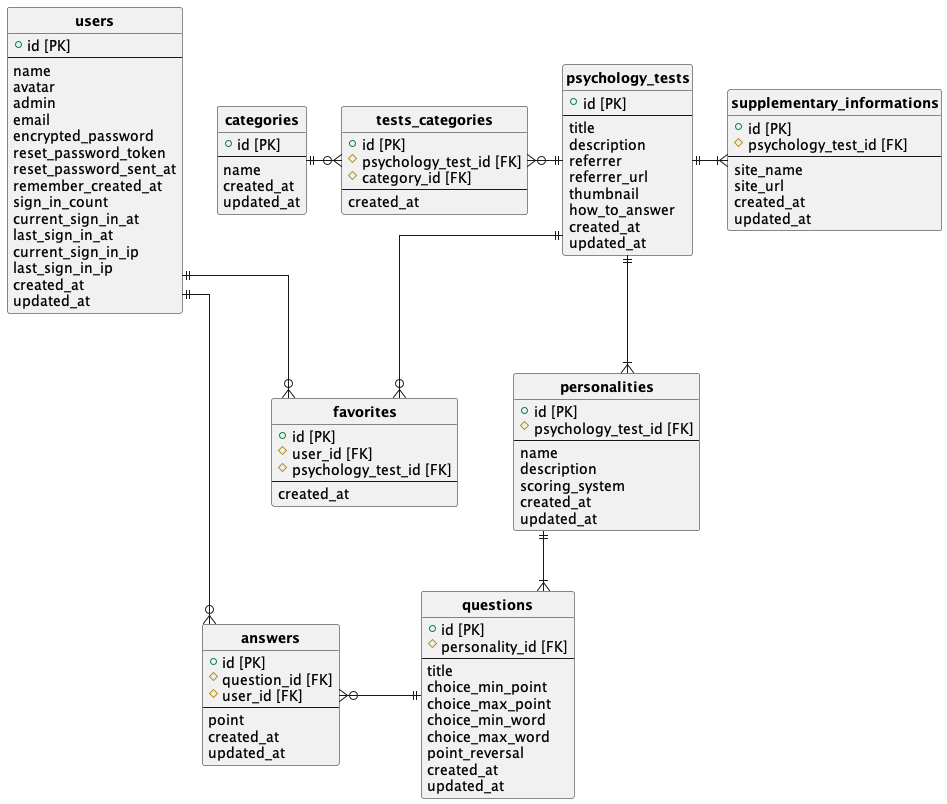 users
id [PK]
name
avatar
admin
email
encrypted_password
reset_password_token
reset_password_sent_at
remember_created_at
sign_in_count
current_sign_in_at
last_sign_in_at
current_sign_in_ip
last_sign_in_ip
created_at
updated_at
categories
id [PK]
name
created_at
updated_at
tests_categories
id [PK]
psychology_test_id [FK]
category_id [FK]
created_at
psychology_tests
id [PK]
title
description
referrer
referrer_url
thumbnail
how_to_answer
created_at
updated_at
supplementary_informations
id [PK]
psychology_test_id [FK]
site_name
site_url
created_at
updated_at
favorites
id [PK]
user_id [FK]
psychology_test_id [FK]
created_at
personalities
id [PK]
psychology_test_id [FK]
name
description
scoring_system
created_at
updated_at
answers
id [PK]
question_id [FK]
user_id [FK]
point
created_at
updated_at
questions
id [PK]
personality_id [FK]
title
choice_min_point
choice_max_point
choice_min_word
choice_max_word
point_reversal
created_at
updated_at